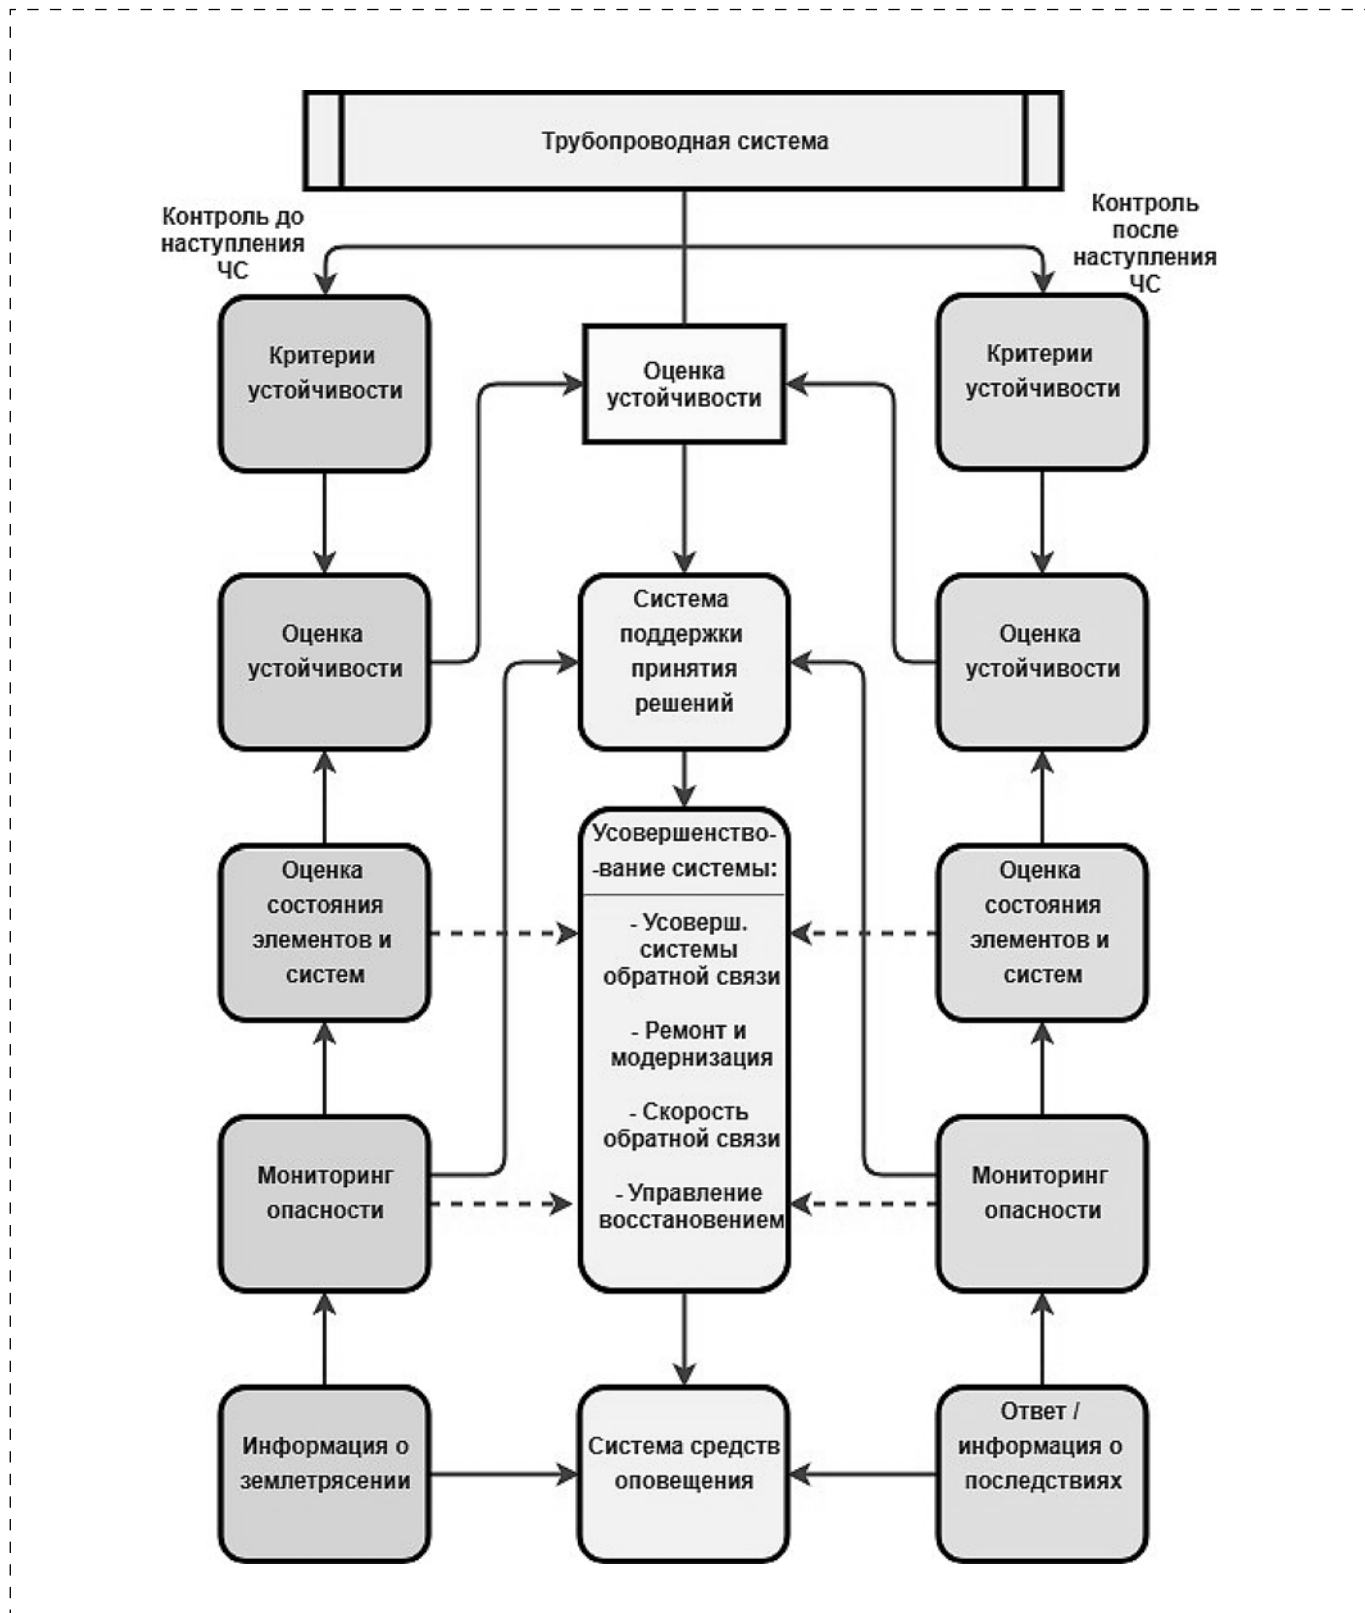 Трубопроводная система
Контроль до
наступления
ЧС
Контроль
после
наступления
ЧС
Критерии
устойчивости
Оценка
устойчивости
Критерии
устойчивости
Оценка
устойчивости
Система
поддержки
принятия
решений
Оценка
устойчивости
Оценка
состояния
элементов и
систем
Усовершенство-
-вание системы:
- Усоверш.
системы
обратной связи
- Ремонт и
модернизация
- Скорость
обратной связи
- Управление
восстановением
Оценка
состояния
элементов и
систем
Мониторинг
опасности
Мониторинг
опасности
Информация о
землетрясении
Система средств
оповещения
Ответ /
информация о
последствиях